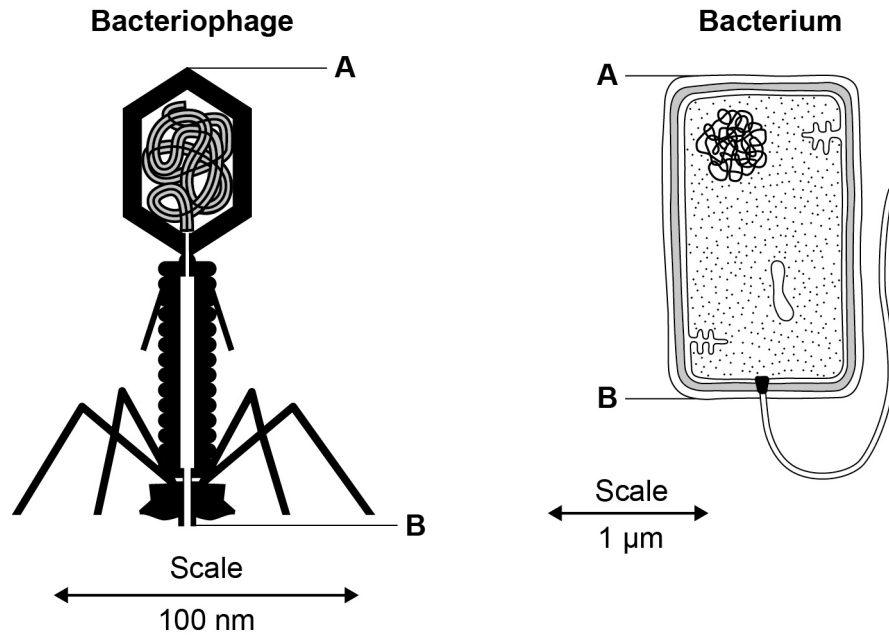 Bacteriophage
A
B
Scale
100 nm
Bacterium
A
B
Scale
1 µm